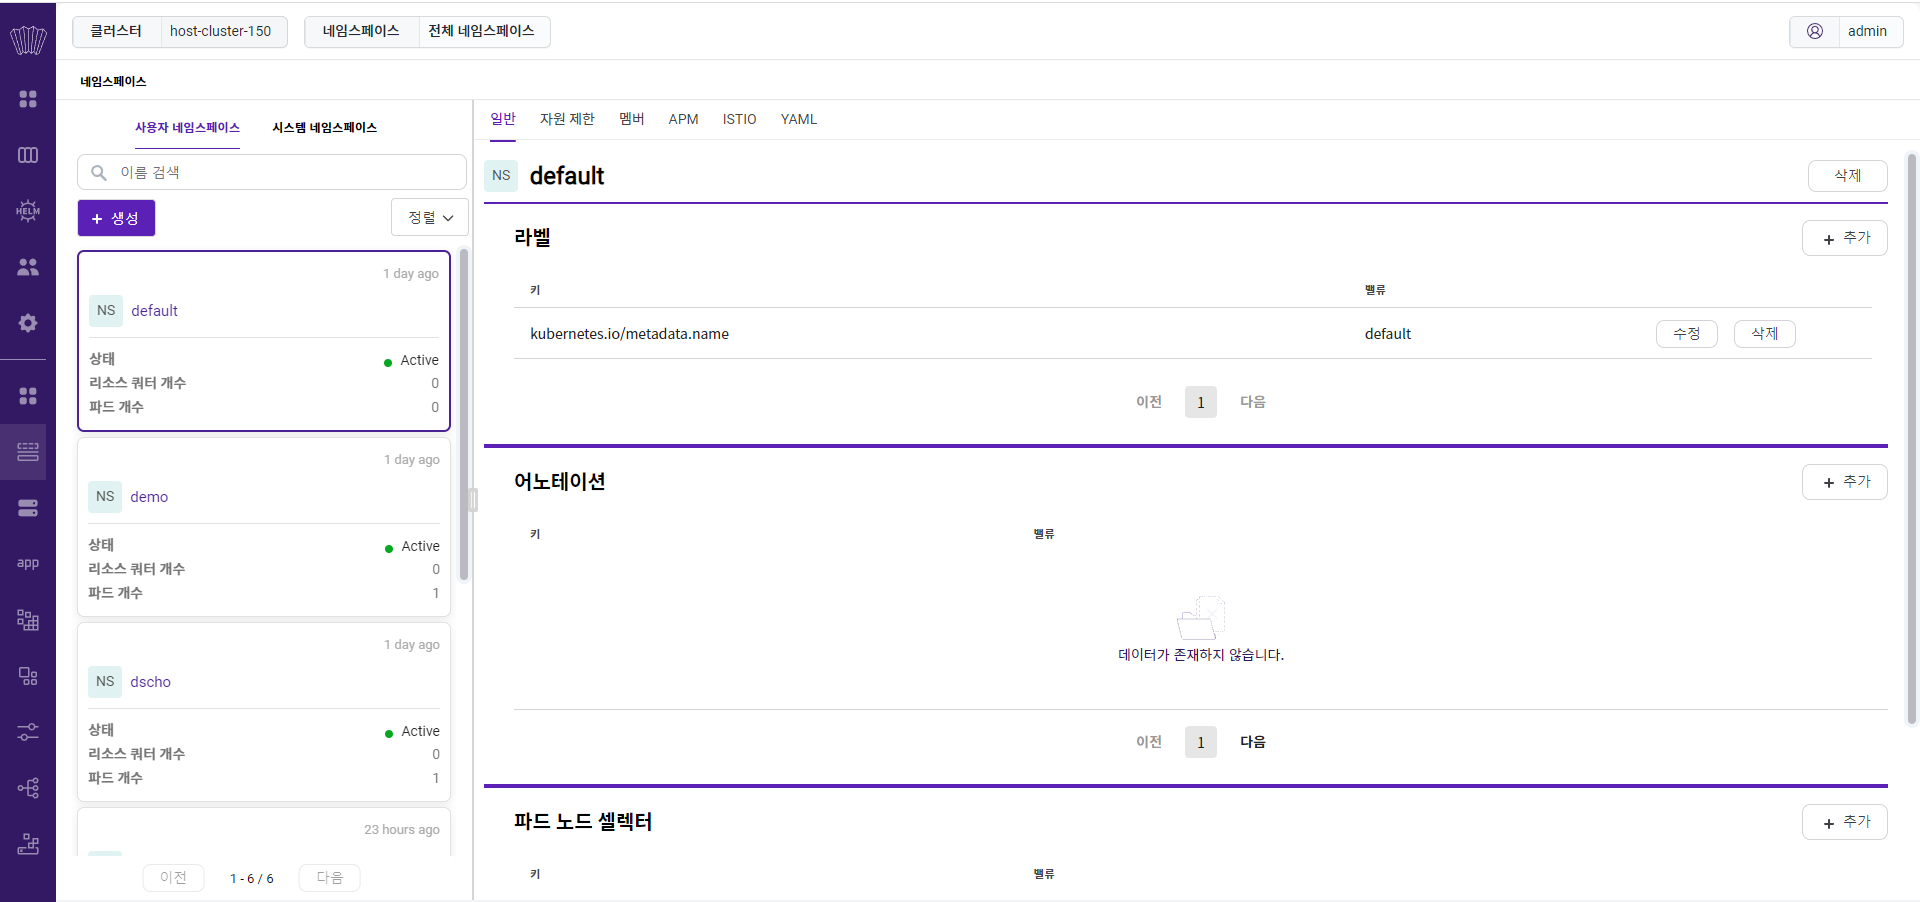 클러스터 host-cluster-150 네임스페이스 전체 네임스페이스 admin
네임스페이스
HELM
app
사용자 네임스페이스 시스템 네임스페이스
이름 검색
+ 생성 정렬
1 day ago
NS default
상태 Active
리소스 쿼터 개수 0
파드 개수 0
1 day ago
NS demo
상태 Active
리소스 쿼터 개수 0
파드 개수 1
1 day ago
NS dscho
상태 Active
리소스 쿼터 개수 0
파드 개수 1
23 hours ago
이전 1 - 6 / 6 다음
일반 자원 제한 멤버 APM ISTIO YAML
NS default 삭제
라벨 + 추가
키 밸류
kubernetes.io/metadata.name default 수정 삭제
이전 1 다음
어노테이션 + 추가
키 밸류
데이터가 존재하지 않습니다.
이전 1 다음
파드 노드 셀렉터 + 추가
키 밸류